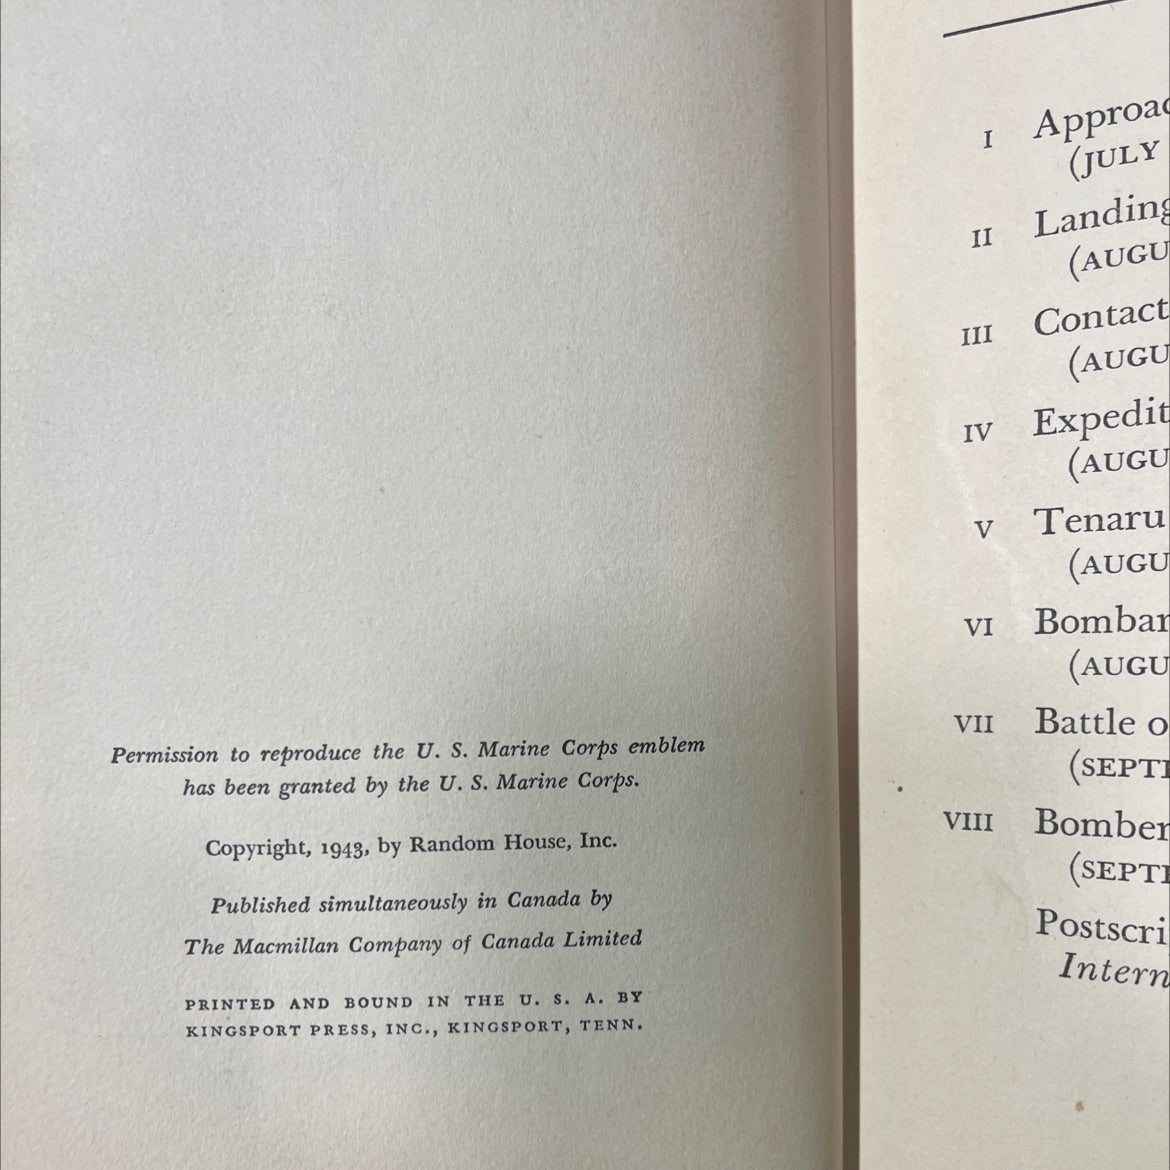 Permission to reproduce the U. S. Marine Corps emblem
has been granted by the U. S. Marine Corps.
Copyright, 1943, by Random House, Inc.
Published simultaneously in Canada by
The Macmillan Company of Canada Limited
PRINTED AND BOUND IN THE U. S. A. BY
KINGSPORT PRESS, INC., KINGSPORT, TENN.
I Approac
(JULY
II Landing
(AUGU
III Contact
(AUGU
IV Expedit
(AUGU
V Tenaru
(AUGU
VI Bombar
(AUGU
VII Battle o
(SEPTE
VIII Bomber
(SEPTE
Postscri
Intern